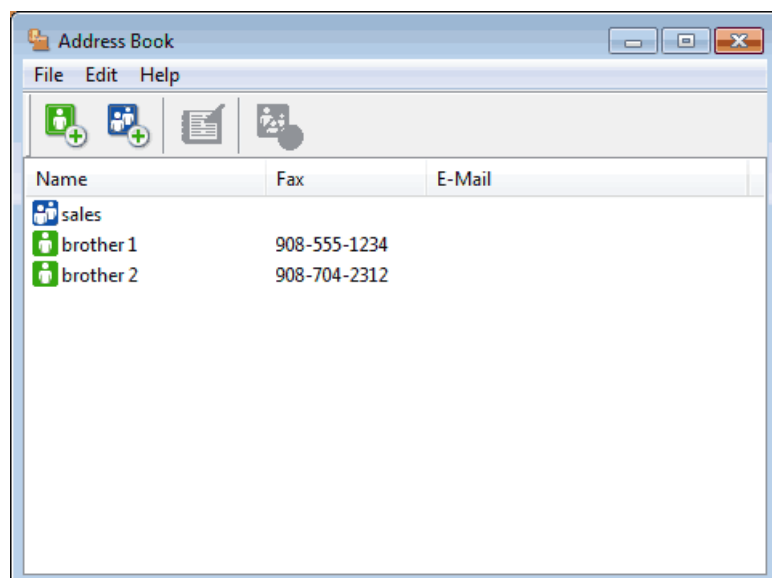 Address Book
File Edit Help
Name Fax E-Mail
sales
brother 1 908-555-1234
brother 2 908-704-2312